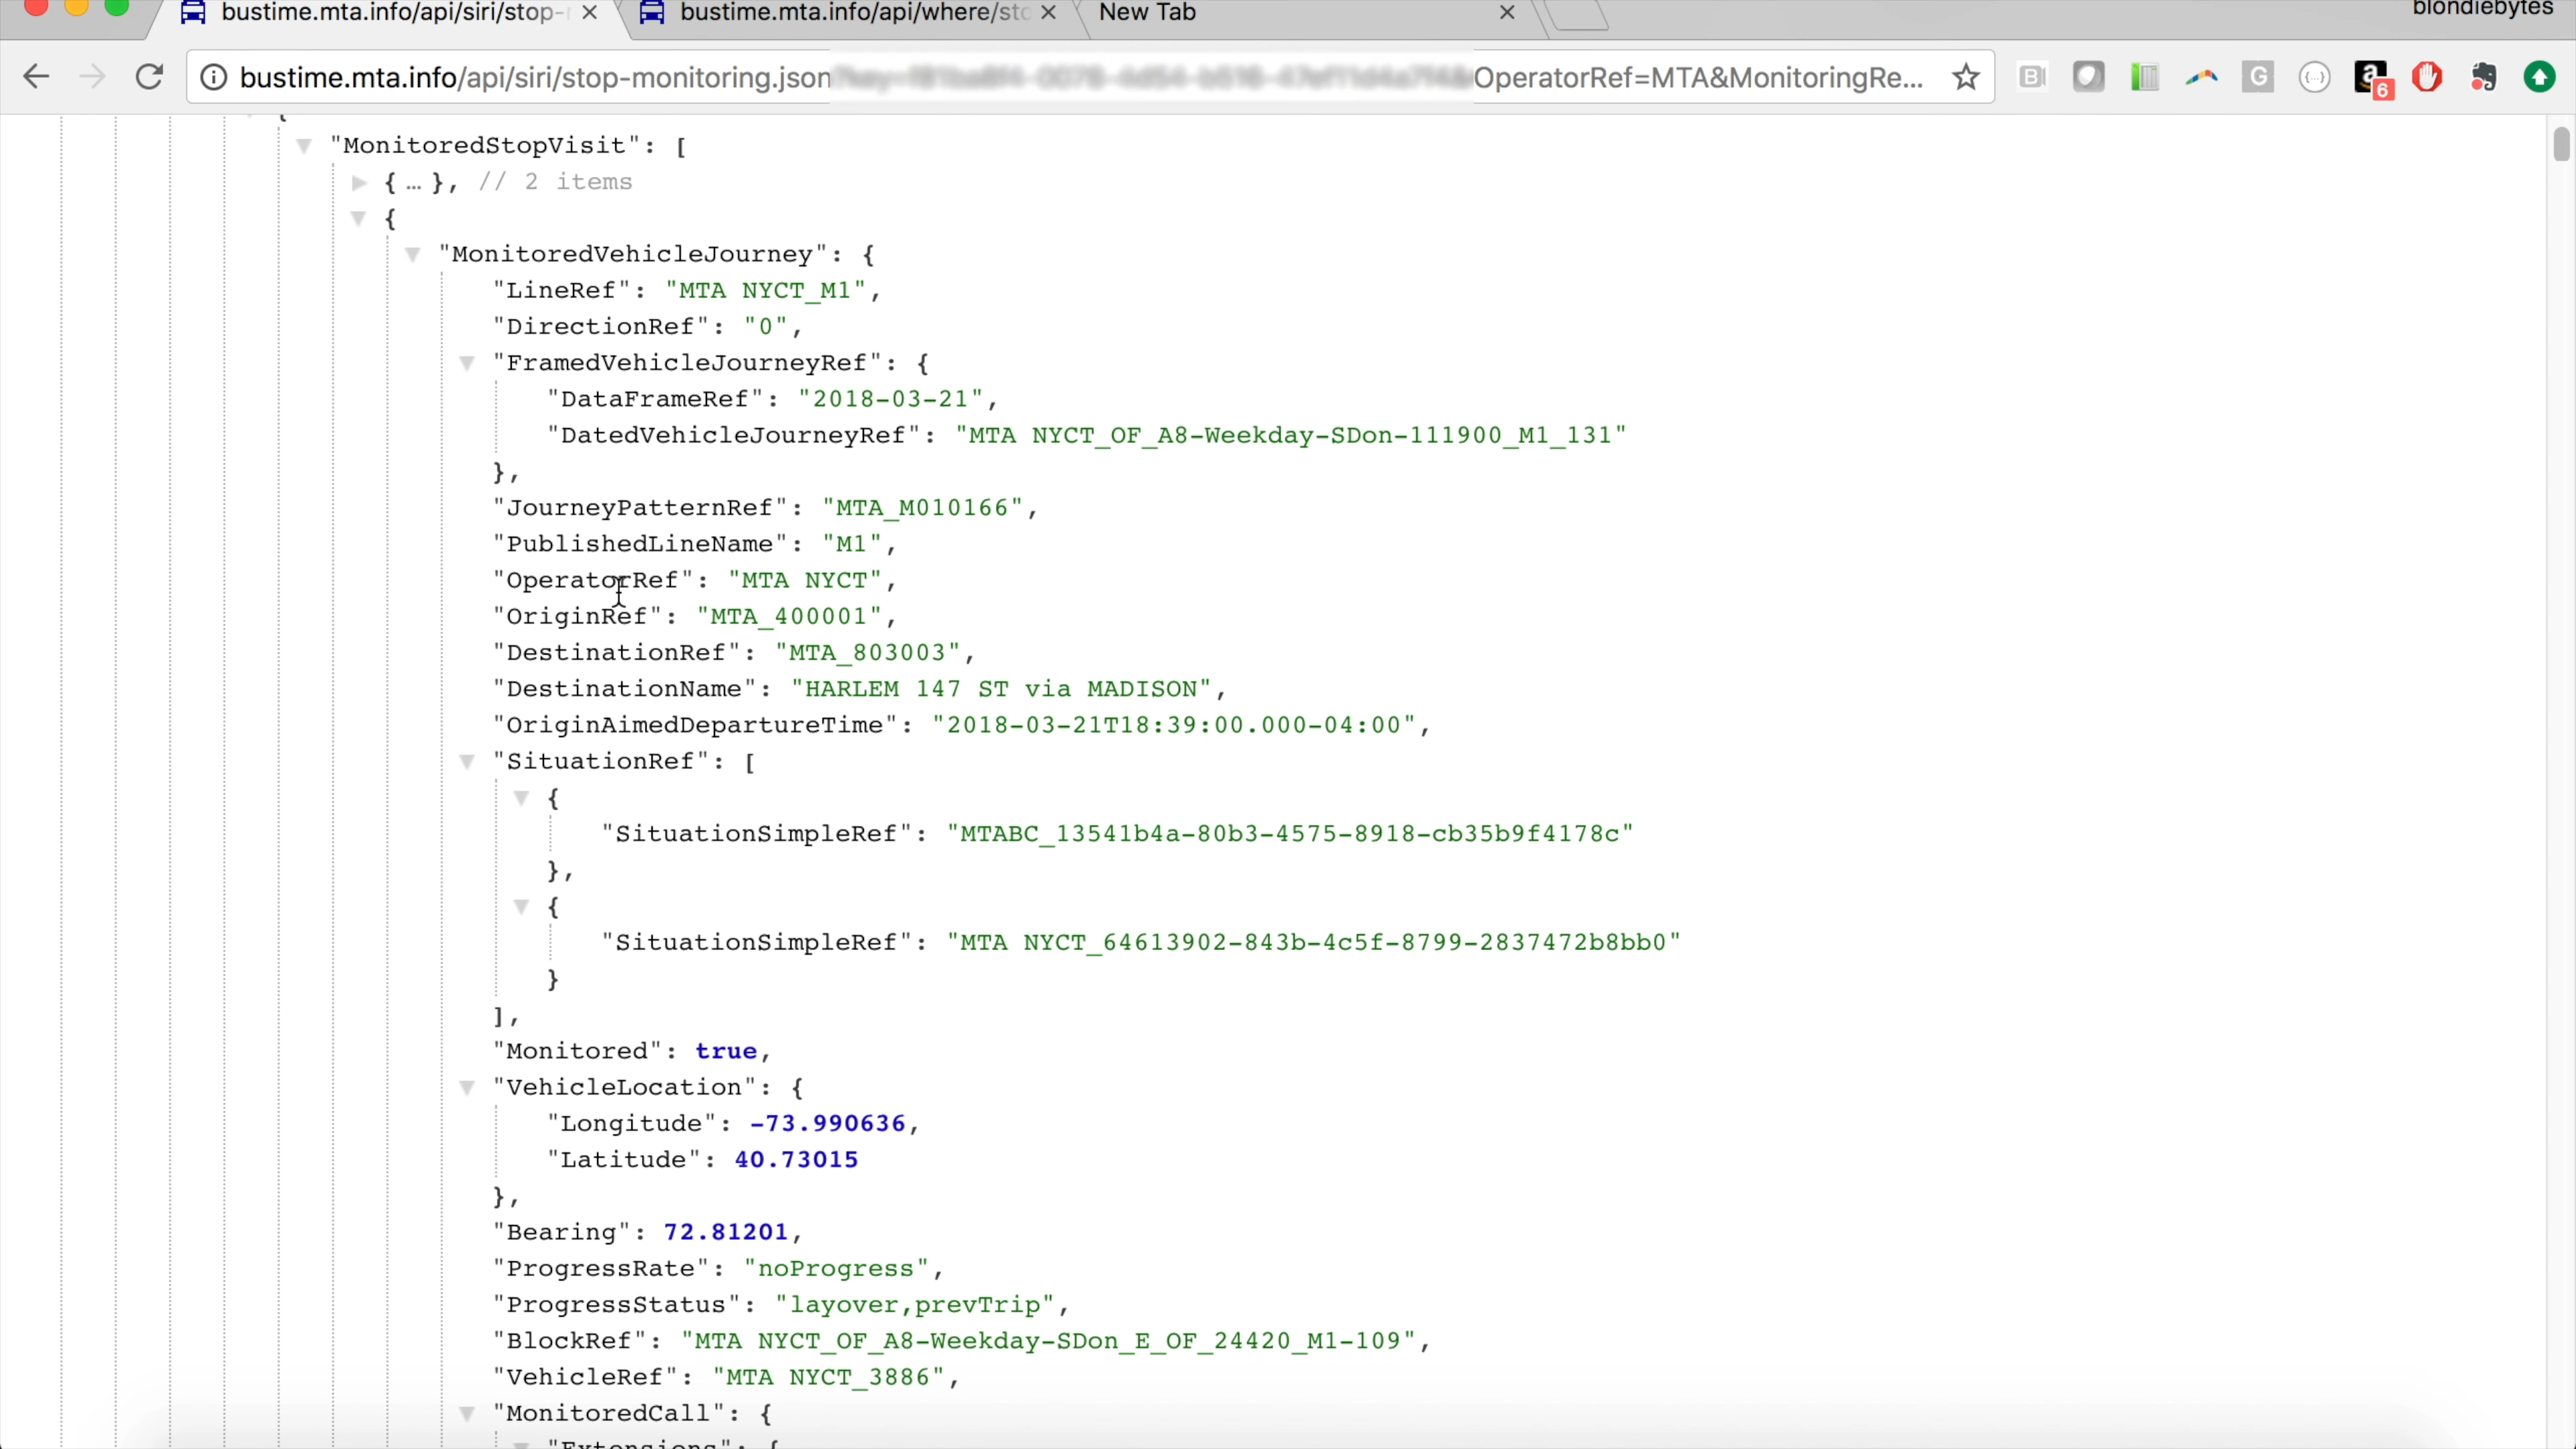 bustime.mta.info/api/siri/stop-
bustime.mta.info/api/where/sto
New Tab
blondiebytes
bustime.mta.info/api/siri/stop-monitoring.json OperatorRef=MTA&MonitoringRe...
6
"MonitoredStopVisit": [
{ … }, // 2 items
{
"MonitoredVehicleJourney": {
"LineRef": "MTA NYCT_M1",
"DirectionRef": "0",
"FramedVehicleJourneyRef": {
"DataFrameRef": "2018-03-21",
"DatedVehicleJourneyRef": "MTA NYCT_OF_A8-Weekday-SDon-111900_M1_131"
},
"JourneyPatternRef": "MTA_M010166",
"PublishedLineName": "M1",
"OperatorRef": "MTA NYCT",
"OriginRef": "MTA_400001",
"DestinationRef": "MTA_803003",
"DestinationName": "HARLEM 147 ST via MADISON",
"OriginAimedDepartureTime": "2018-03-21T18:39:00.000-04:00",
"SituationRef": [
{
"SituationSimpleRef": "MTABC_13541b4a-80b3-4575-8918-cb35b9f4178c"
},
{
"SituationSimpleRef": "MTA NYCT_64613902-843b-4c5f-8799-2837472b8bb0"
}
],
"Monitored": true,
"VehicleLocation": {
"Longitude": -73.990636,
"Latitude": 40.73015
},
"Bearing": 72.81201,
"ProgressRate": "noProgress",
"ProgressStatus": "layover,prevTrip",
"BlockRef": "MTA NYCT_OF_A8-Weekday-SDon_E_OF_24420_M1-109",
"VehicleRef": "MTA NYCT_3886",
"MonitoredCall": {
"Extensions": {